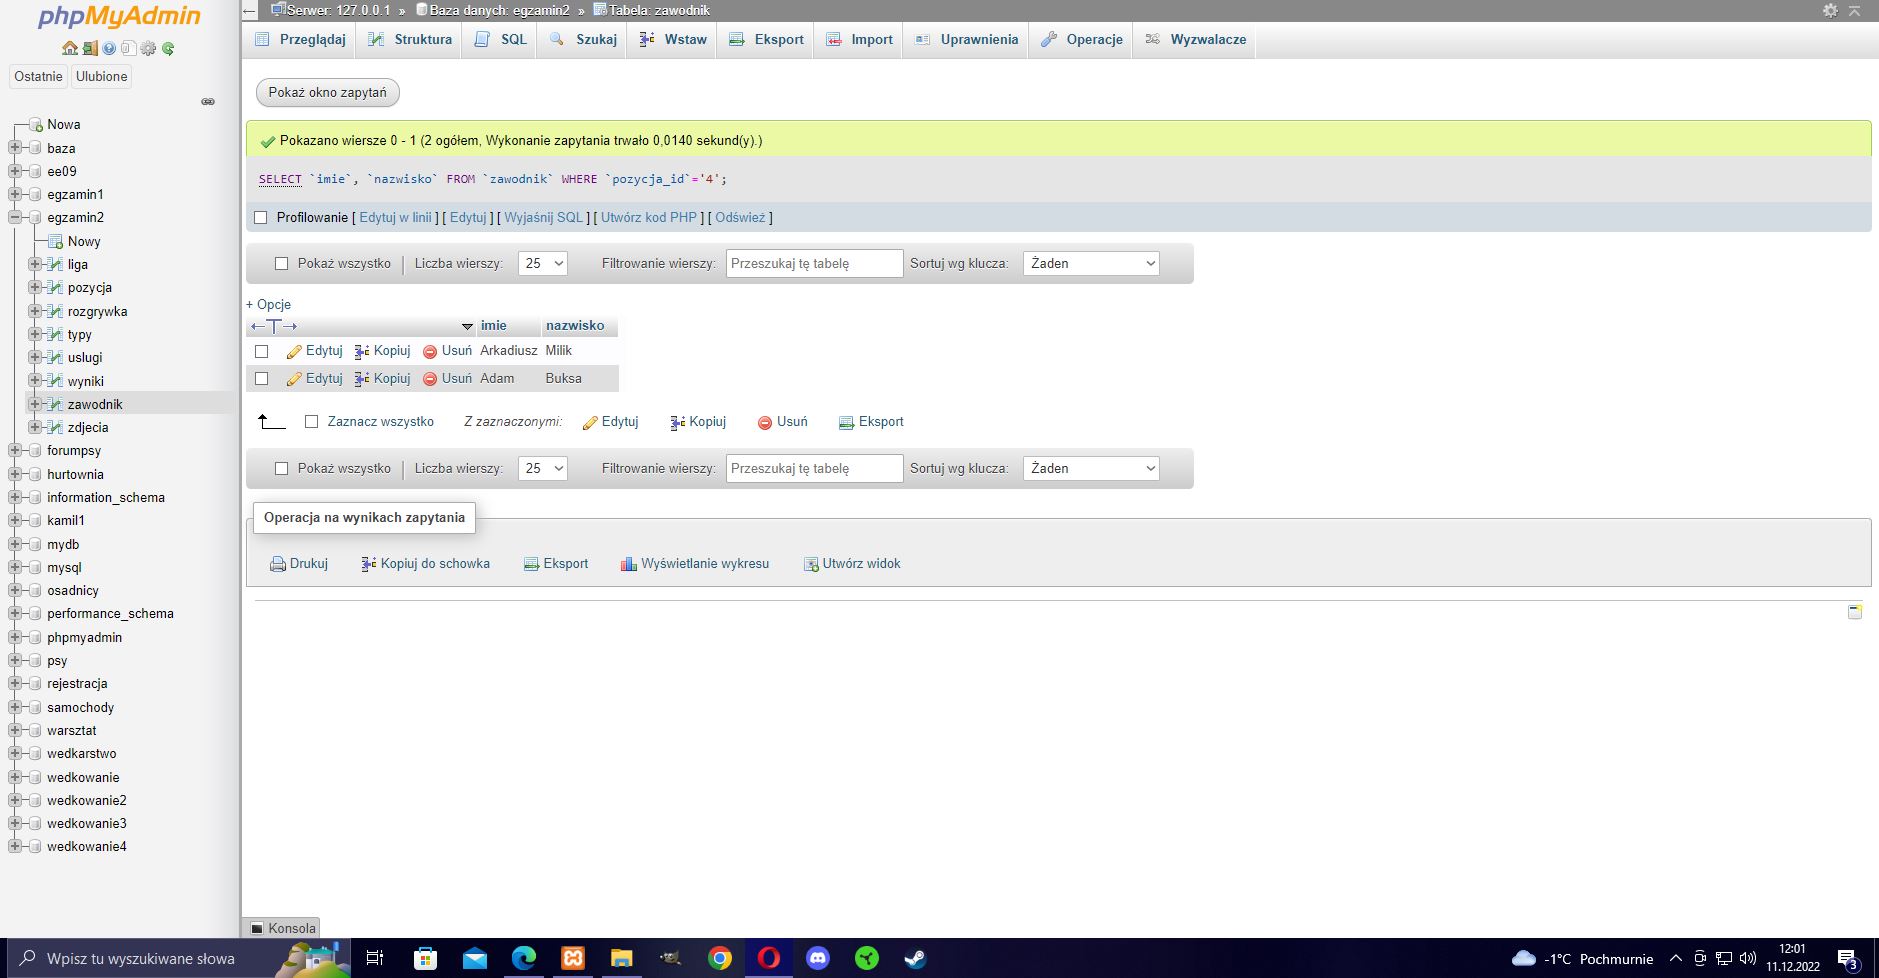 phpMyAdmin
Ostatnie Ulubione
Nowa
baza
ee09
egzamin1
egzamin2
Nowy
liga
pozycja
rozgrywka
typy
uslugi
wyniki
zawodnik
zdjecia
forumpsy
hurtownia
information_schema
kamil1
mydb
mysql
osadnicy
performance_schema
phpmyadmin
psy
rejestracja
samochody
warsztat
wedkarstwo
wedkowanie
wedkowanie2
wedkowanie3
wedkowanie4
Serwer: 127.0.0.1 » Baza danych: egzamin2 » Tabela: zawodnik
Przeglądaj Struktura SQL Szukaj Wstaw Eksport Import Uprawnienia Operacje Wyzwalacze
Pokaż okno zapytań
Pokazano wiersze 0 - 1 (2 ogółem, Wykonanie zapytania trwało 0,0140 sekund(y).)
SELECT `imie`, `nazwisko` FROM `zawodnik` WHERE `pozycja_id`='4';
Profilowanie [ Edytuj w linii ] [ Edytuj ] [ Wyjaśnij SQL ] [ Utwórz kod PHP ] [ Odśwież ]
Pokaż wszystko Liczba wierszy: 25 Filtrowanie wierszy: Przeszukaj tę tabelę Sortuj wg klucza: Żaden
+ Opcje
←T→ imie nazwisko
Edytuj Kopiuj Usuń Arkadiusz Milik
Edytuj Kopiuj Usuń Adam Buksa
Zaznacz wszystko Z zaznaczonymi: Edytuj Kopiuj Usuń Eksport
Pokaż wszystko Liczba wierszy: 25 Filtrowanie wierszy: Przeszukaj tę tabelę Sortuj wg klucza: Żaden
Operacja na wynikach zapytania
Drukuj Kopiuj do schowka Eksport Wyświetlanie wykresu Utwórz widok
Konsola
Wpisz tu wyszukiwane słowa
-1°C Pochmurnie
12:01
11.12.2022
3